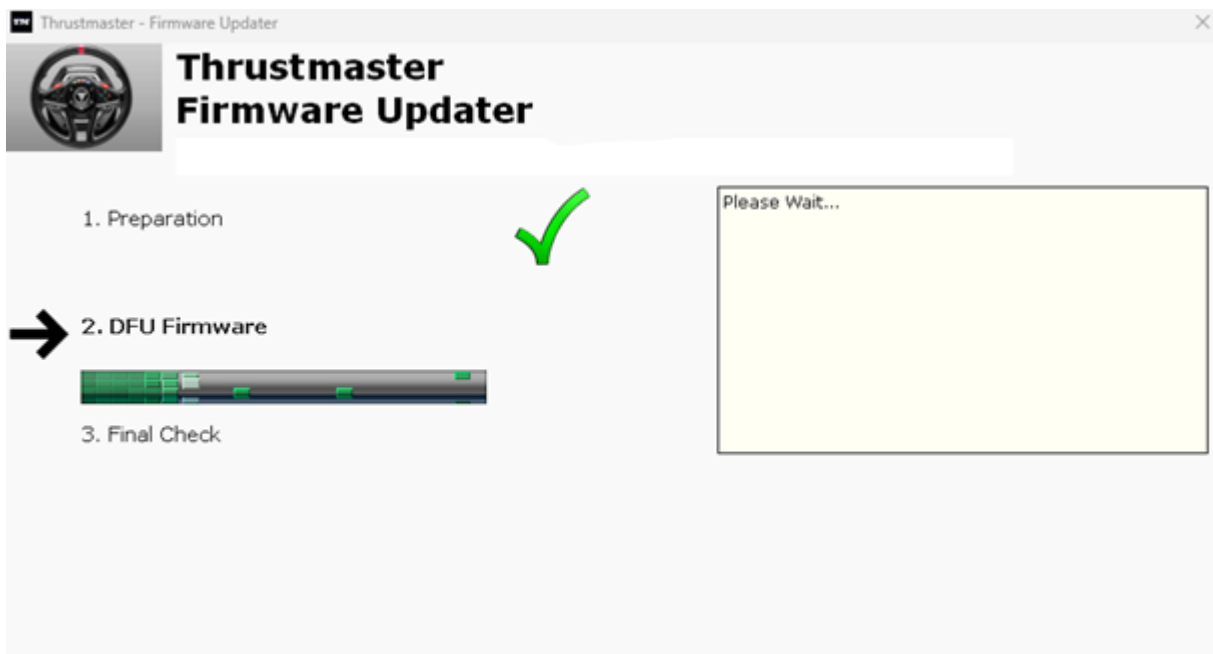 Thrustmaster - Firmware Updater
Thrustmaster
Firmware Updater
1. Preparation
Please Wait...
2. DFU Firmware
3. Final Check